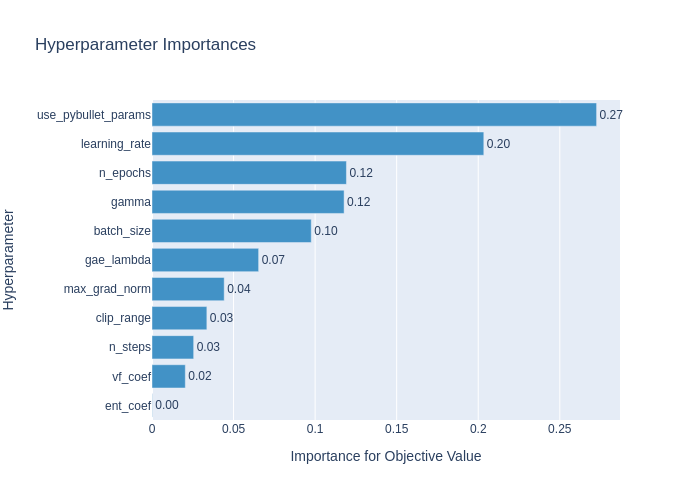 Hyperparameter Importances
Hyperparameter
use_pybullet_params 0.27
learning_rate 0.20
n_epochs 0.12
gamma 0.12
batch_size 0.10
gae_lambda 0.07
max_grad_norm 0.04
clip_range 0.03
n_steps 0.03
vf_coef 0.02
ent_coef 0.00
0 0.05 0.1 0.15 0.2 0.25
Importance for Objective Value